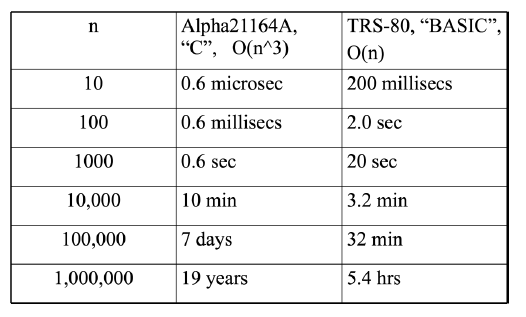 n Alpha21164A, TRS-80, “BASIC”,
“C”, O(n^3) O(n)
10 0.6 microsec 200 millisecs
100 0.6 millisecs 2.0 sec
1000 0.6 sec 20 sec
10,000 10 min 3.2 min
100,000 7 days 32 min
1,000,000 19 years 5.4 hrs